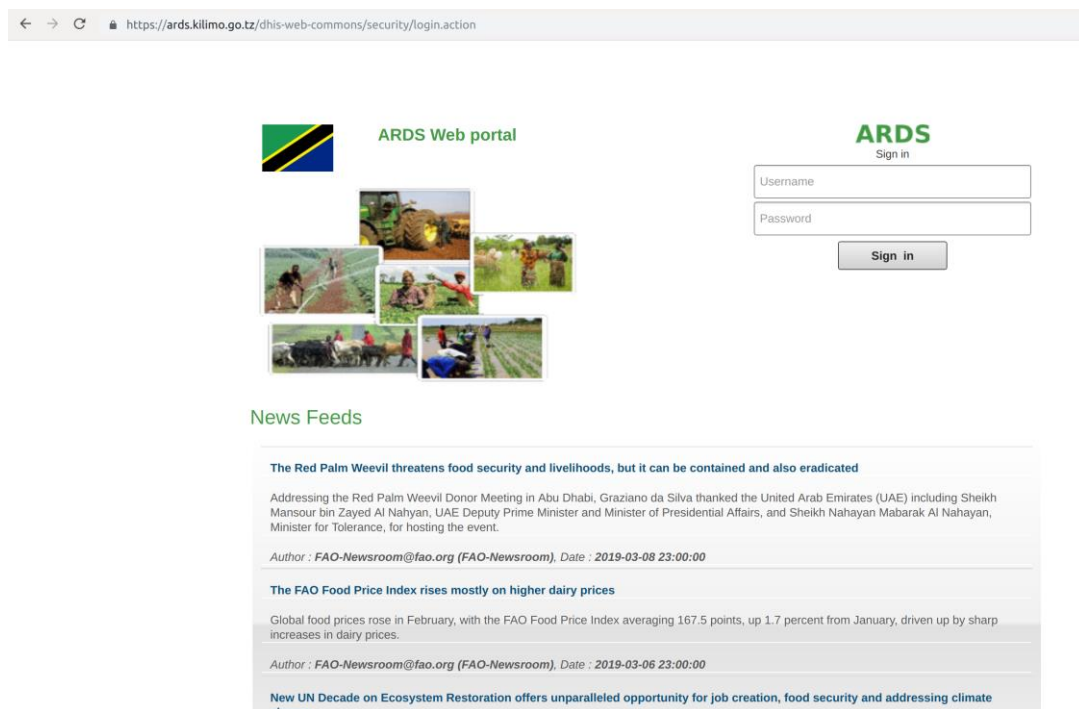 https://ards.kilimo.go.tz/dhis-web-commons/security/login.action
ARDS Web portal
ARDS
Sign in
Username
Password
Sign in
News Feeds
The Red Palm Weevil threatens food security and livelihoods, but it can be contained and also eradicated
Addressing the Red Palm Weevil Donor Meeting in Abu Dhabi, Graziano da Silva thanked the United Arab Emirates (UAE) including Sheikh
Mansour bin Zayed Al Nahyan, UAE Deputy Prime Minister and Minister of Presidential Affairs, and Sheikh Nahayan Mabarak Al Nahayan,
Minister for Tolerance, for hosting the event.
Author : FAO-Newsroom@fao.org (FAO-Newsroom), Date : 2019-03-08 23:00:00
The FAO Food Price Index rises mostly on higher dairy prices
Global food prices rose in February, with the FAO Food Price Index averaging 167.5 points, up 1.7 percent from January, driven up by sharp
increases in dairy prices.
Author : FAO-Newsroom@fao.org (FAO-Newsroom), Date : 2019-03-06 23:00:00
New UN Decade on Ecosystem Restoration offers unparalleled opportunity for job creation, food security and addressing climate